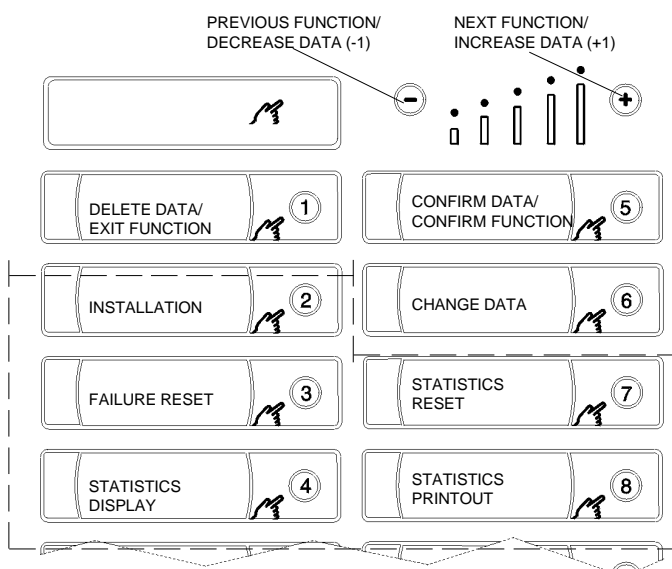 PREVIOUS FUNCTION/
DECREASE DATA (-1)
NEXT FUNCTION/
INCREASE DATA (+1)
DELETE DATA/
EXIT FUNCTION
1
CONFIRM DATA/
CONFIRM FUNCTION
5
INSTALLATION
2
CHANGE DATA
6
FAILURE RESET
3
STATISTICS
RESET
7
STATISTICS
DISPLAY
4
STATISTICS
PRINTOUT
8